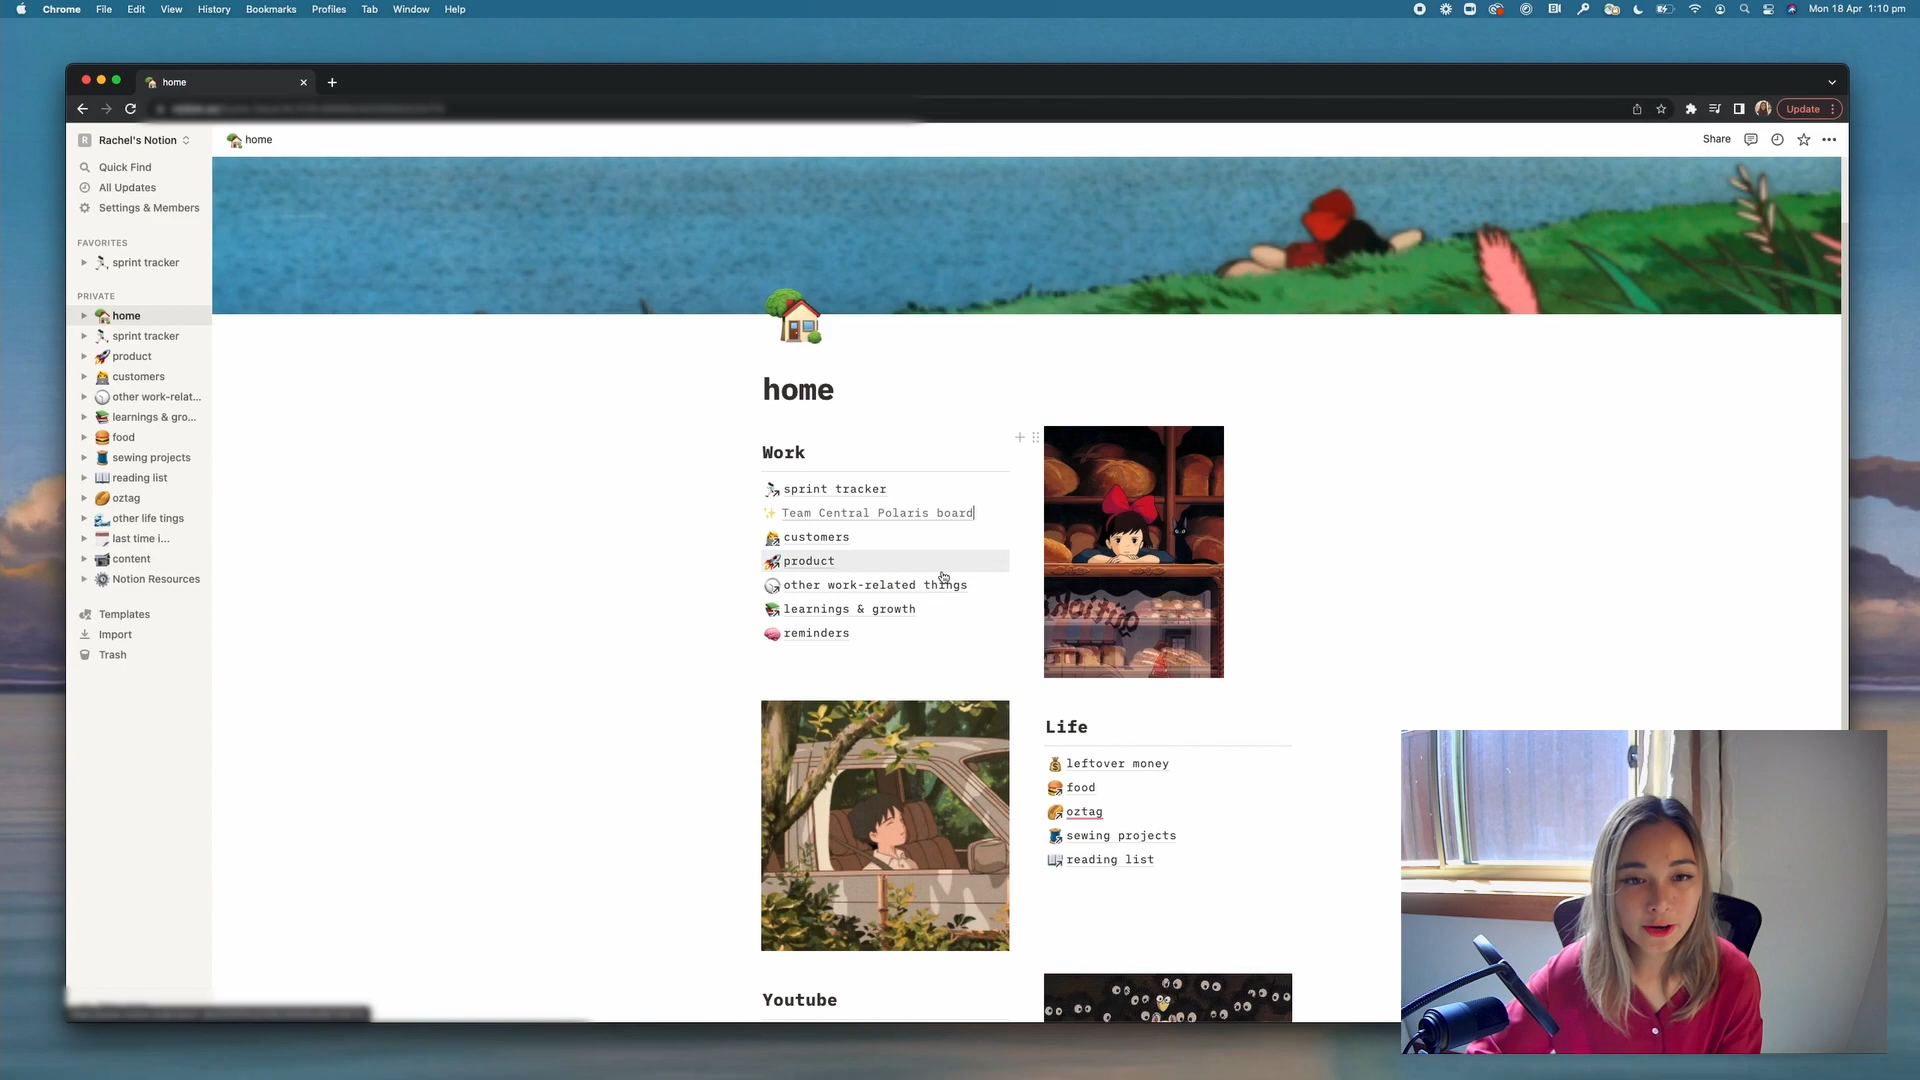 Chrome File Edit View History Bookmarks Profiles Tab Window Help
Mon 18 Apr 1:10 pm
home
Update
R Rachel's Notion
home
Share
Quick Find
All Updates
Settings & Members
FAVORITES
sprint tracker
PRIVATE
home
sprint tracker
product
customers
other work-relat...
learnings & gro...
food
sewing projects
reading list
oztag
other life tings
last time i...
content
Notion Resources
Templates
Import
Trash
home
Work
sprint tracker
Team Central Polaris board
customers
product
other work-related things
learnings & growth
reminders
Life
leftover money
food
oztag
sewing projects
reading list
Youtube